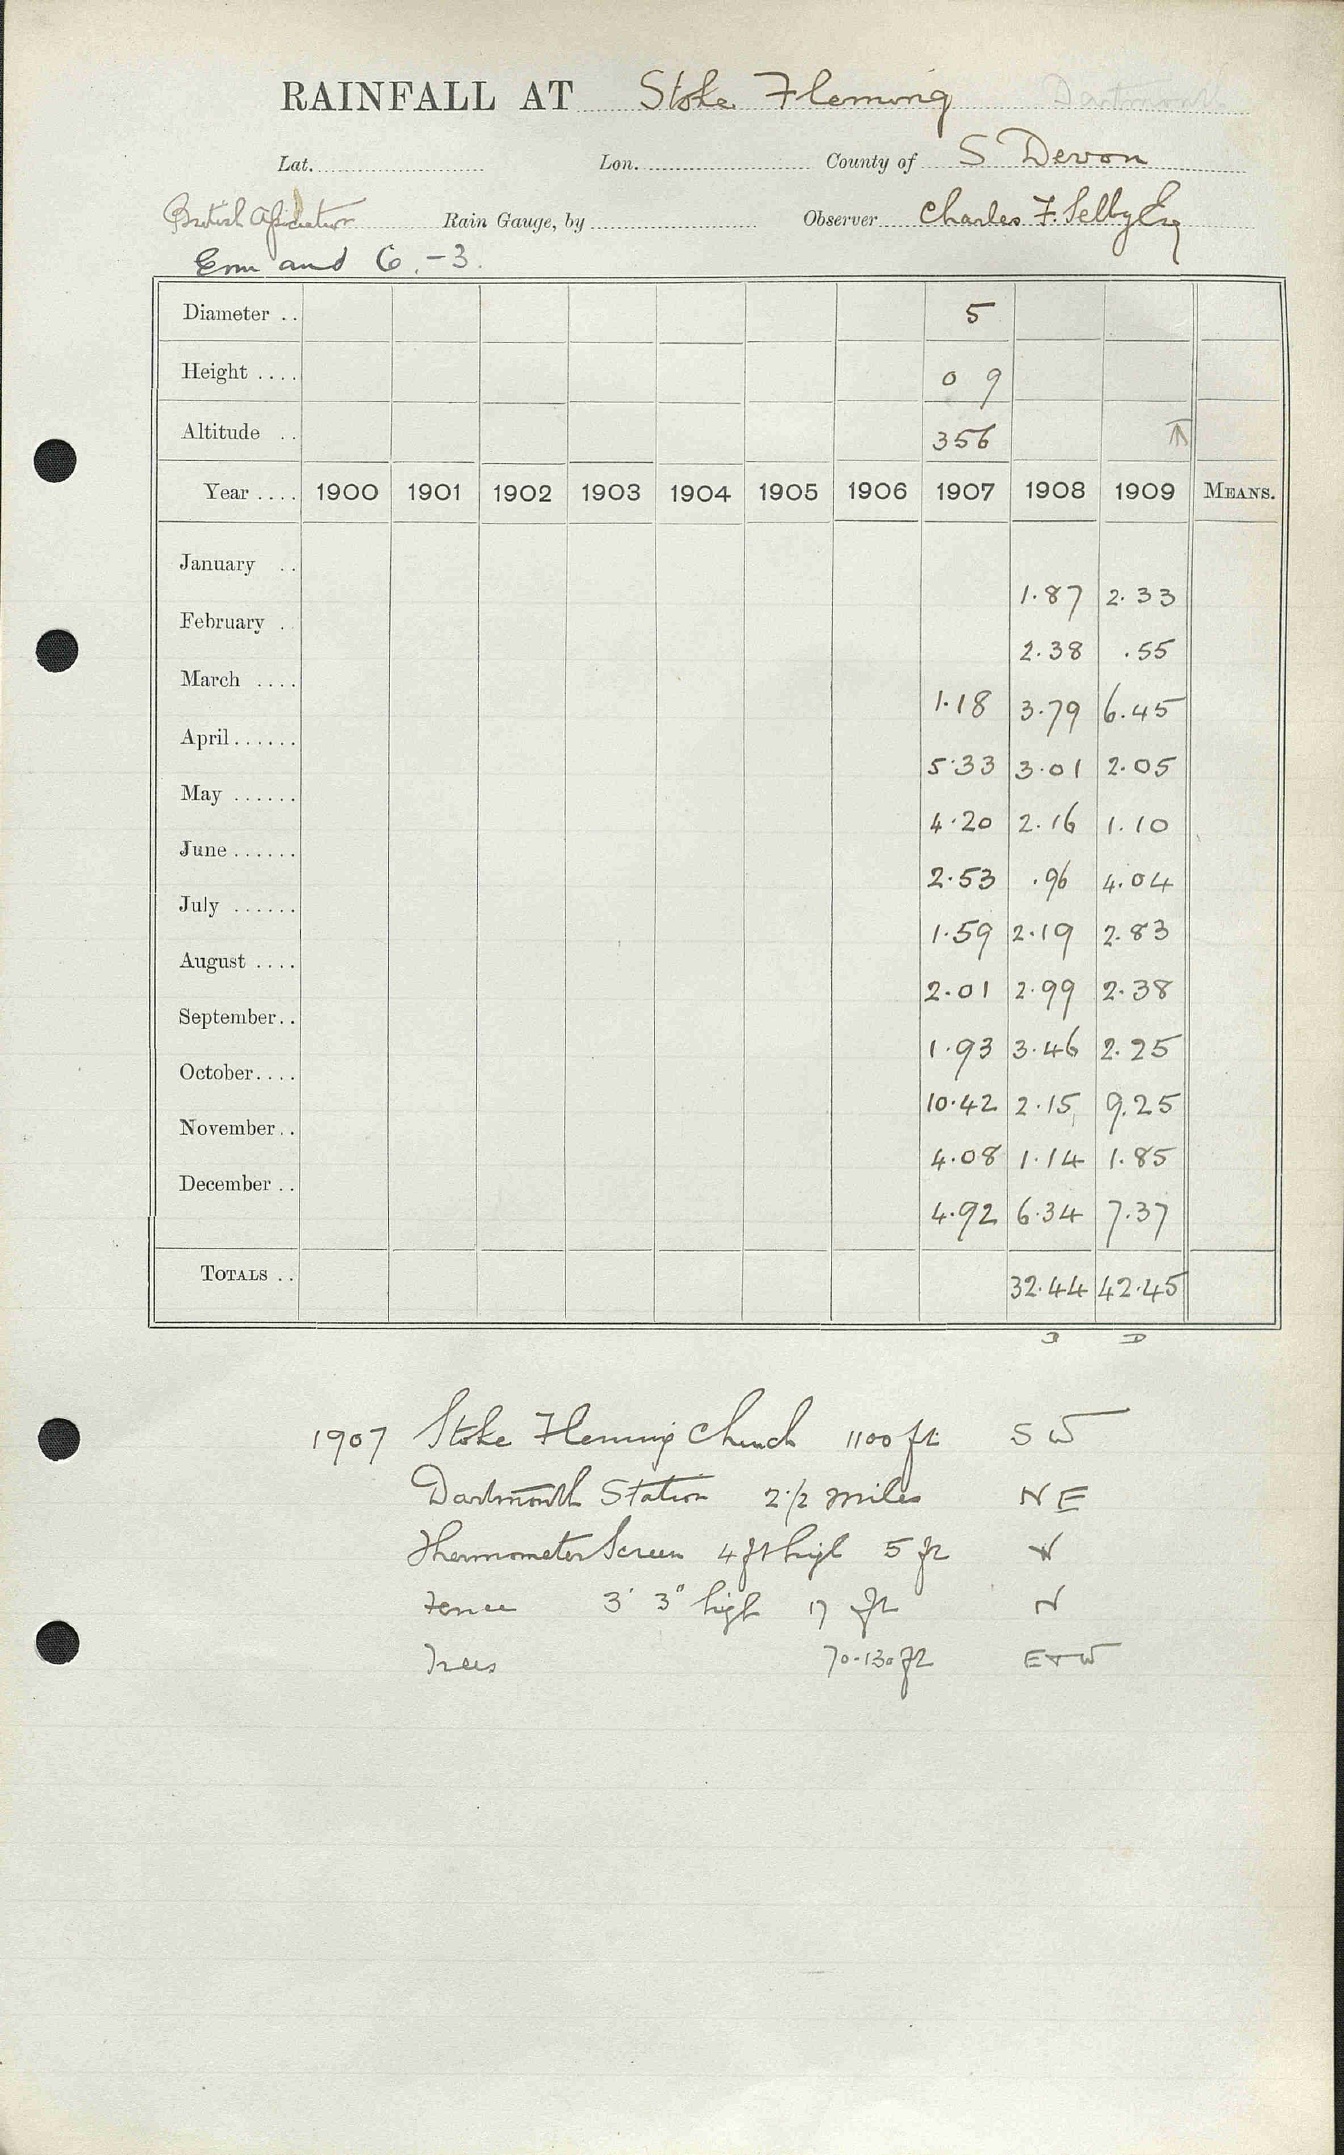 RAINFALL AT Stoke Fleming Dartmouth
Lat. Lon. County of S Devon
British Association Rain Gauge, by Observer Charles F. Selby Esq
and 6.-3.
Diameter .. 5
Height .... 0 9
Altitude .. 356
Year .... 1900 1901 1902 1903 1904 1905 1906 1907 1908 1909 MEANS.
January .. 1.87 2.33
February .. 2.38 .55
March .... 1.18 3.79 6.45
April ...... 5.33 3.01 2.05
May ...... 4.20 2.16 1.10
June ...... 2.53 .96 4.04
July ...... 1.59 2.19 2.83
August .... 2.01 2.99 2.38
September .. 1.93 3.46 2.25
October .... 10.42 2.15 9.25
November .. 4.08 1.14 1.85
December .. 4.92 6.34 7.37
TOTALS .. 32.44 42.45
1907 Stoke Fleming Church 1100 ft SW
Dartmouth Station 2 1/2 miles NE
Thermometer Screen 4 ft high 5 ft W
Fence 3' 3" high 17 ft N
Trees 70-130 ft E + W